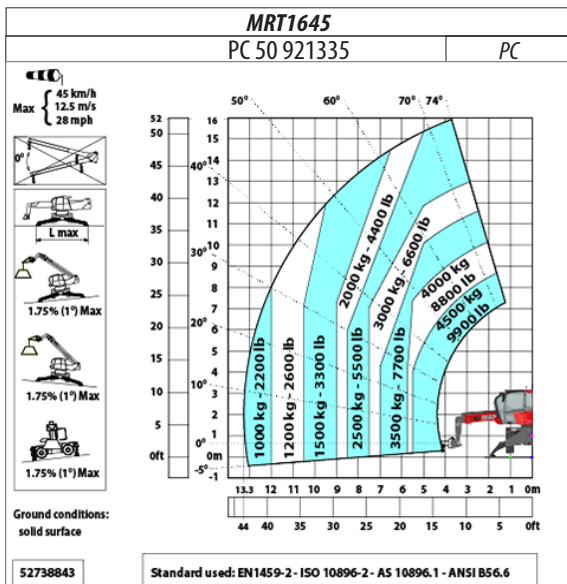 MRT1645
PC 50 921335
PC
Max { 45 km/h
12.5 m/s
28 mph
0°
L max
1.75% (1°) Max
1.75% (1°) Max
1.75% (1°) Max
Ground conditions:
solid surface
52738843
50° 60° 70° 74°
40°
30°
20°
10°
0°
-5°
52
50
45
40
35
30
25
20
15
10
5
0ft
16
15
14
13
12
11
10
9
8
7
6
5
4
3
2
1
0m
-1
1000 kg - 2200 lb
1200 kg - 2600 lb
1500 kg - 3300 lb
2000 kg - 4400 lb
2500 kg - 5500 lb
3000 kg - 6600 lb
3500 kg - 7700 lb
4000 kg
8800 lb
4500 kg
9900 lb
13.3 12 11 10 9 8 7 6 5 4 3 2 1 0m
44 40 35 30 25 20 15 10 5 0ft
Standard used: EN1459-2 - ISO 10896-2 - AS 10896.1 - ANSI B56.6